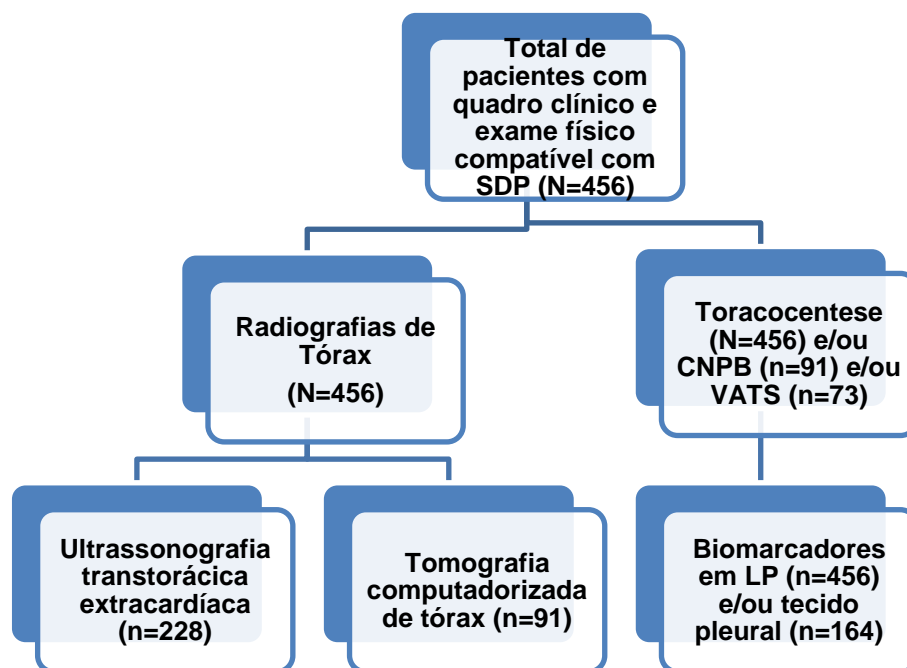 Total de
pacientes com
quadro clínico e
exame físico
compatível com
SDP (N=456)
Radiografias de
Tórax
(N=456)
Toracocentese
(N=456) e/ou
CNPB (n=91) e/ou
VATS (n=73)
Ultrassonografia
transtorácica
extracardíaca
(n=228)
Tomografia
computadorizada
de tórax (n=91)
Biomarcadores
em LP (n=456)
e/ou tecido
pleural (n=164)